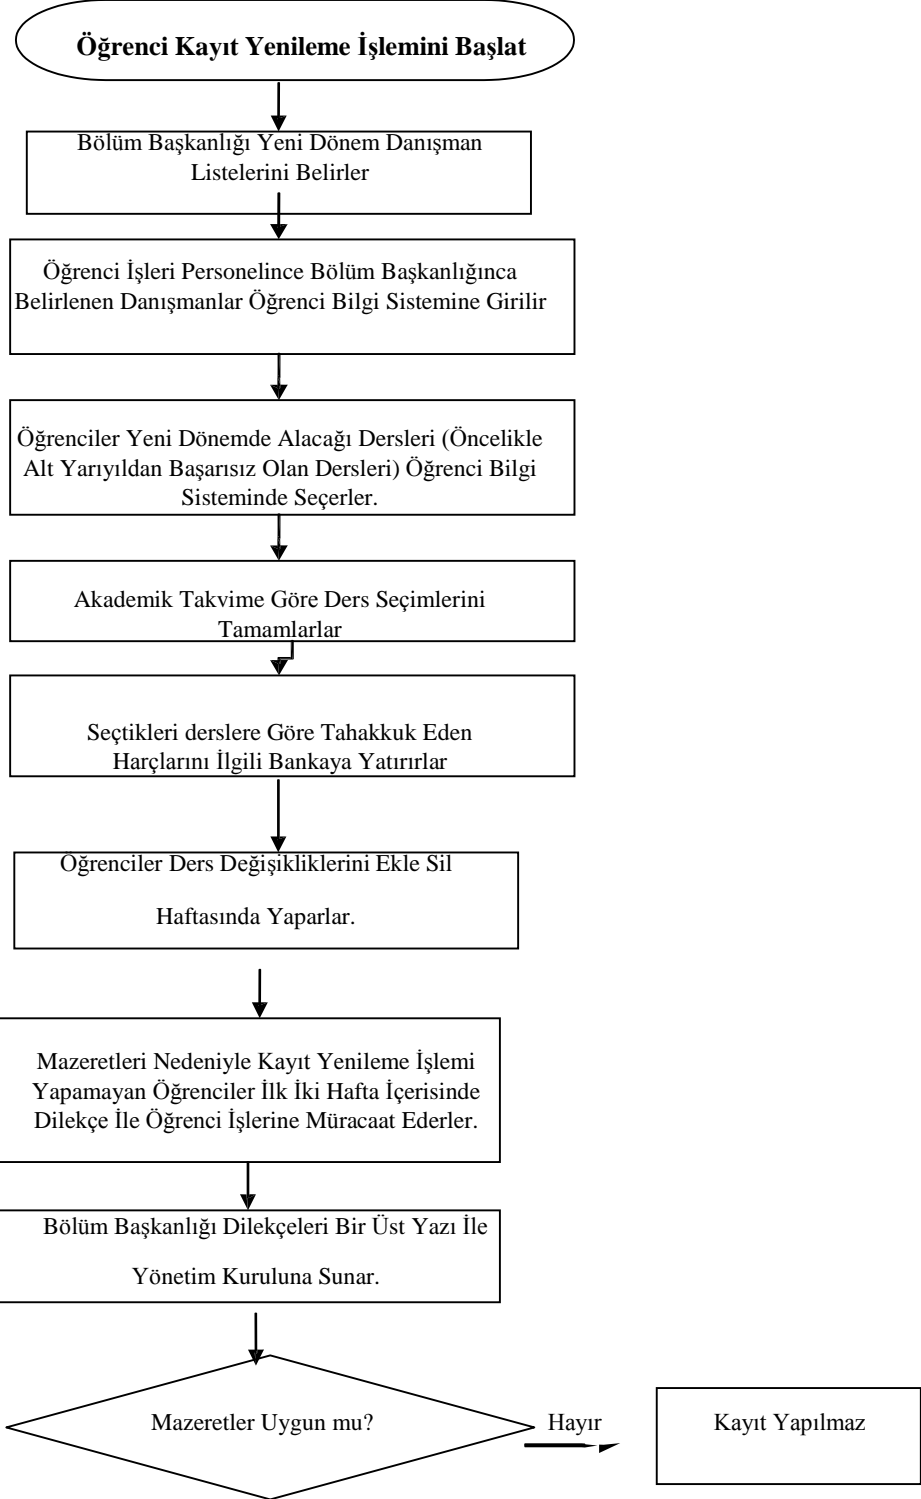 Öğrenci Kayıt Yenileme İşlemini Başlat
Bölüm Başkanlığı Yeni Dönem Danışman
Listelerini Belirler
Öğrenci İşleri Personelince Bölüm Başkanlığınca
Belirlenen Danışmanlar Öğrenci Bilgi Sistemine Girilir
Öğrenciler Yeni Dönemde Alacağı Dersleri (Öncelikle
Alt Yarıyıldan Başarısız Olan Dersleri) Öğrenci Bilgi
Sisteminde Seçerler.
Akademik Takvime Göre Ders Seçimlerini
Tamamlarlar
Seçtikleri derslere Göre Tahakkuk Eden
Harçlarını İlgili Bankaya Yatırırlar
Öğrenciler Ders Değişikliklerini Ekle Sil
Haftasında Yaparlar.
Mazeretleri Nedeniyle Kayıt Yenileme İşlemi
Yapamayan Öğrenciler İlk İki Hafta İçerisinde
Dilekçe İle Öğrenci İşlerine Müracaat Ederler.
Bölüm Başkanlığı Dilekçeleri Bir Üst Yazı İle
Yönetim Kuruluna Sunar.
Mazeretler Uygun mu?
Hayır
Kayıt Yapılmaz